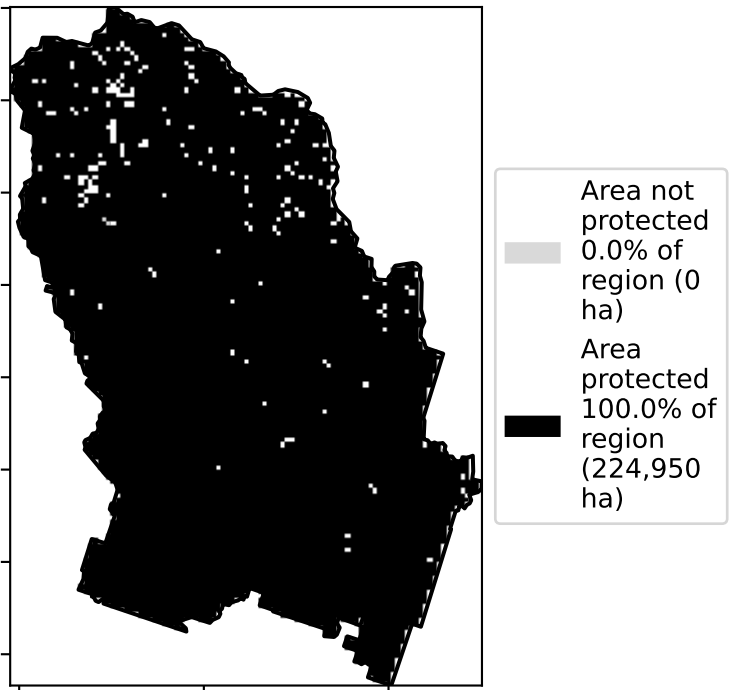 Area not
protected
0.0% of
region (0
ha)
Area
protected
100.0% of
region
(224,950
ha)